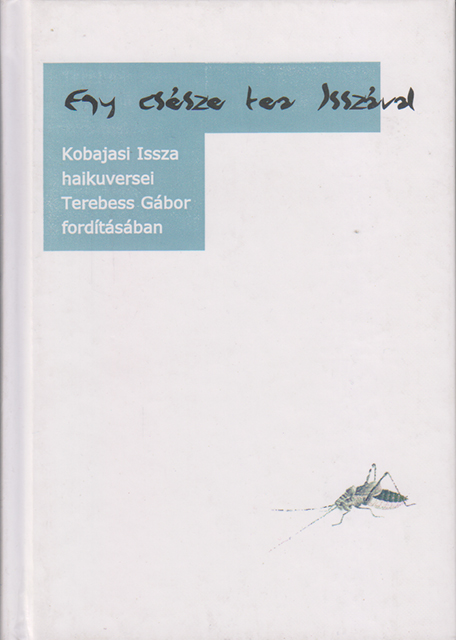 Egy csésze tea Isszával
Kobajasi Issza
haikuversei
Terebess Gábor
fordításában